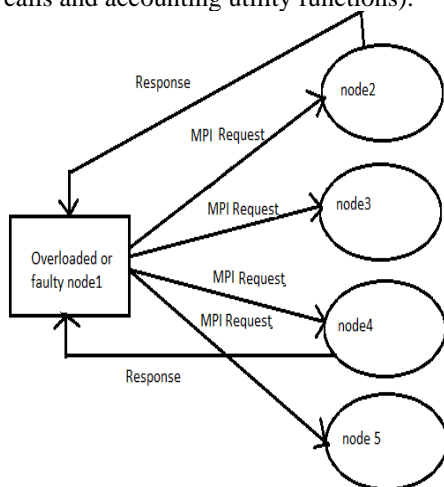 calls and accounting utility functions).
Response
node2
MPI Request
MPI Request
node3
Overloaded or
faulty node1
MPI Request
node4
MPI Request
Response
node 5